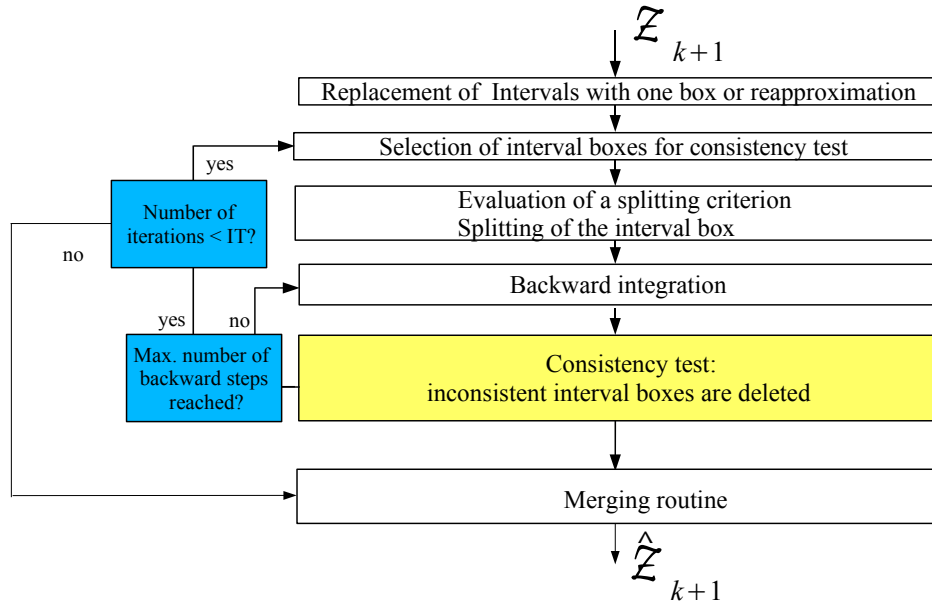 Z k+1
Replacement of Intervals with one box or reapproximation
Selection of interval boxes for consistency test
yes
Number of
iterations < IT?
Evaluation of a splitting criterion
Splitting of the interval box
no
Backward integration
yes
no
Max. number of
backward steps
reached?
Consistency test:
inconsistent interval boxes are deleted
Merging routine
Ẑ k+1